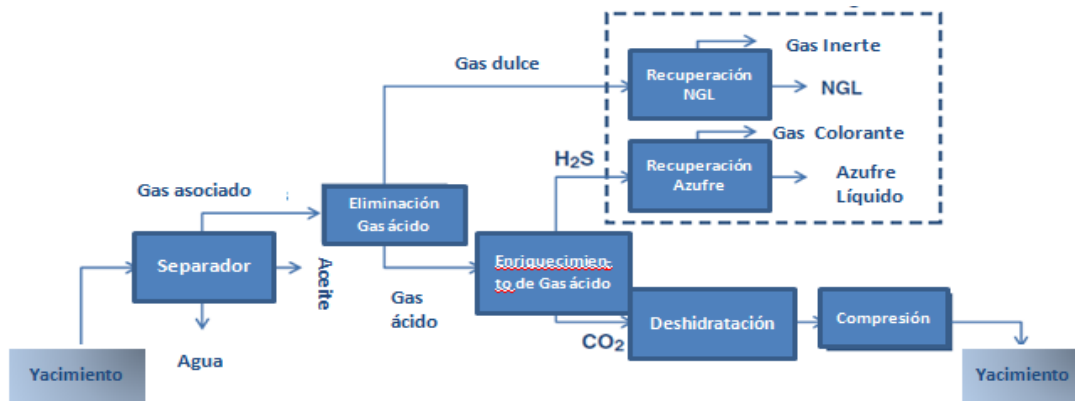 Gas Inerte
Gas dulce
Recuperación
NGL
NGL
Gas Colorante
H₂S
Recuperación
Azufre
Azufre
Líquido
Gas asociado
Eliminación
Gas ácido
Separador
Aceite
Enriquecimien-
to de Gas ácido
Gas
ácido
Deshidratación
Compresión
CO₂
Agua
Yacimiento
Yacimiento